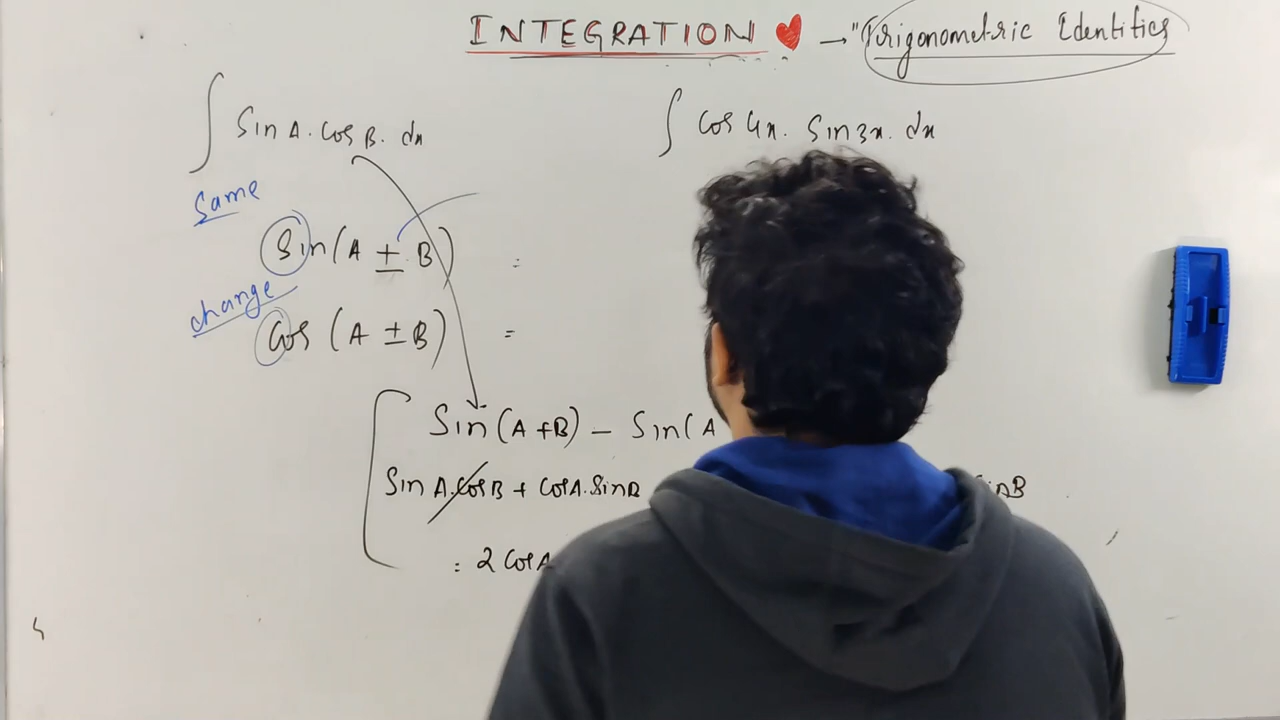 INTEGRATION ❤ → "Trigonometric Identities
∫ Sin A. Cos B. dx
∫ Cos 4x. Sin 3x. dx
Same
Sin(A ± B) =
change
Cos (A ± B) =
Sin(A+B) – Sin(A
Sin A.Cos B + Cos A.Sin B
in B
= 2 Cos A